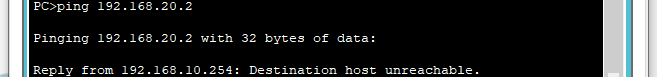 PC>ping 192.168.20.2
Pinging 192.168.20.2 with 32 bytes of data:
Reply from 192.168.10.254: Destination host unreachable.